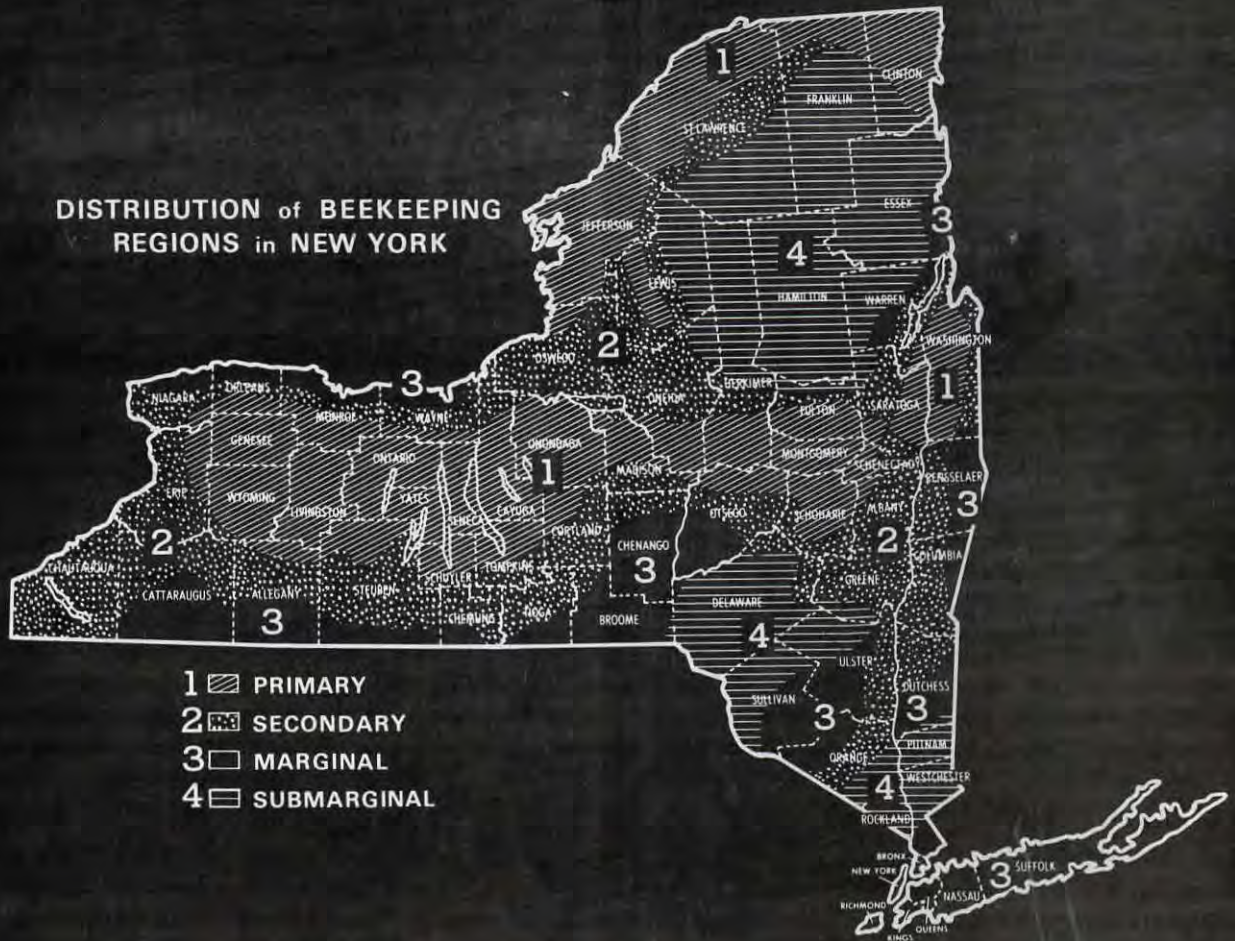 DISTRIBUTION of BEEKEEPING
REGIONS in NEW YORK
1
CLINTON
FRANKLIN
ST.LAWRENCE
ESSEX
3
JEFFERSON
4
LEWIS
HAMILTON
WARREN
WASHINGTON
2
OSWEGO
3
HERKIMER
1
NIAGARA
ORLEANS
MONROE
WAYNE
ONEIDA
FULTON
SARATOGA
GENESEE
ONTARIO
ONONDAGA
MONTGOMERY
SCHENECTADY
1
MADISON
RENSSELAER
ERIE
WYOMING
LIVINGSTON
YATES
SENECA
CAYUGA
OTSEGO
SCHOHARIE
ALBANY
3
2
CORTLAND
CHENANGO
2
COLUMBIA
CHAUTAUQUA
3
TOMPKINS
SCHUYLER
GREENE
CATTARAUGUS
ALLEGANY
STEUBEN
DELAWARE
3
CHEMUNG
TIOGA
BROOME
4
ULSTER
1 PRIMARY
2 SECONDARY
3 MARGINAL
4 SUBMARGINAL
SULLIVAN
DUTCHESS
3
3
PUTNAM
ORANGE
WESTCHESTER
4
ROCKLAND
BRONX
NEW YORK
SUFFOLK
3
NASSAU
RICHMOND
QUEENS
KINGS